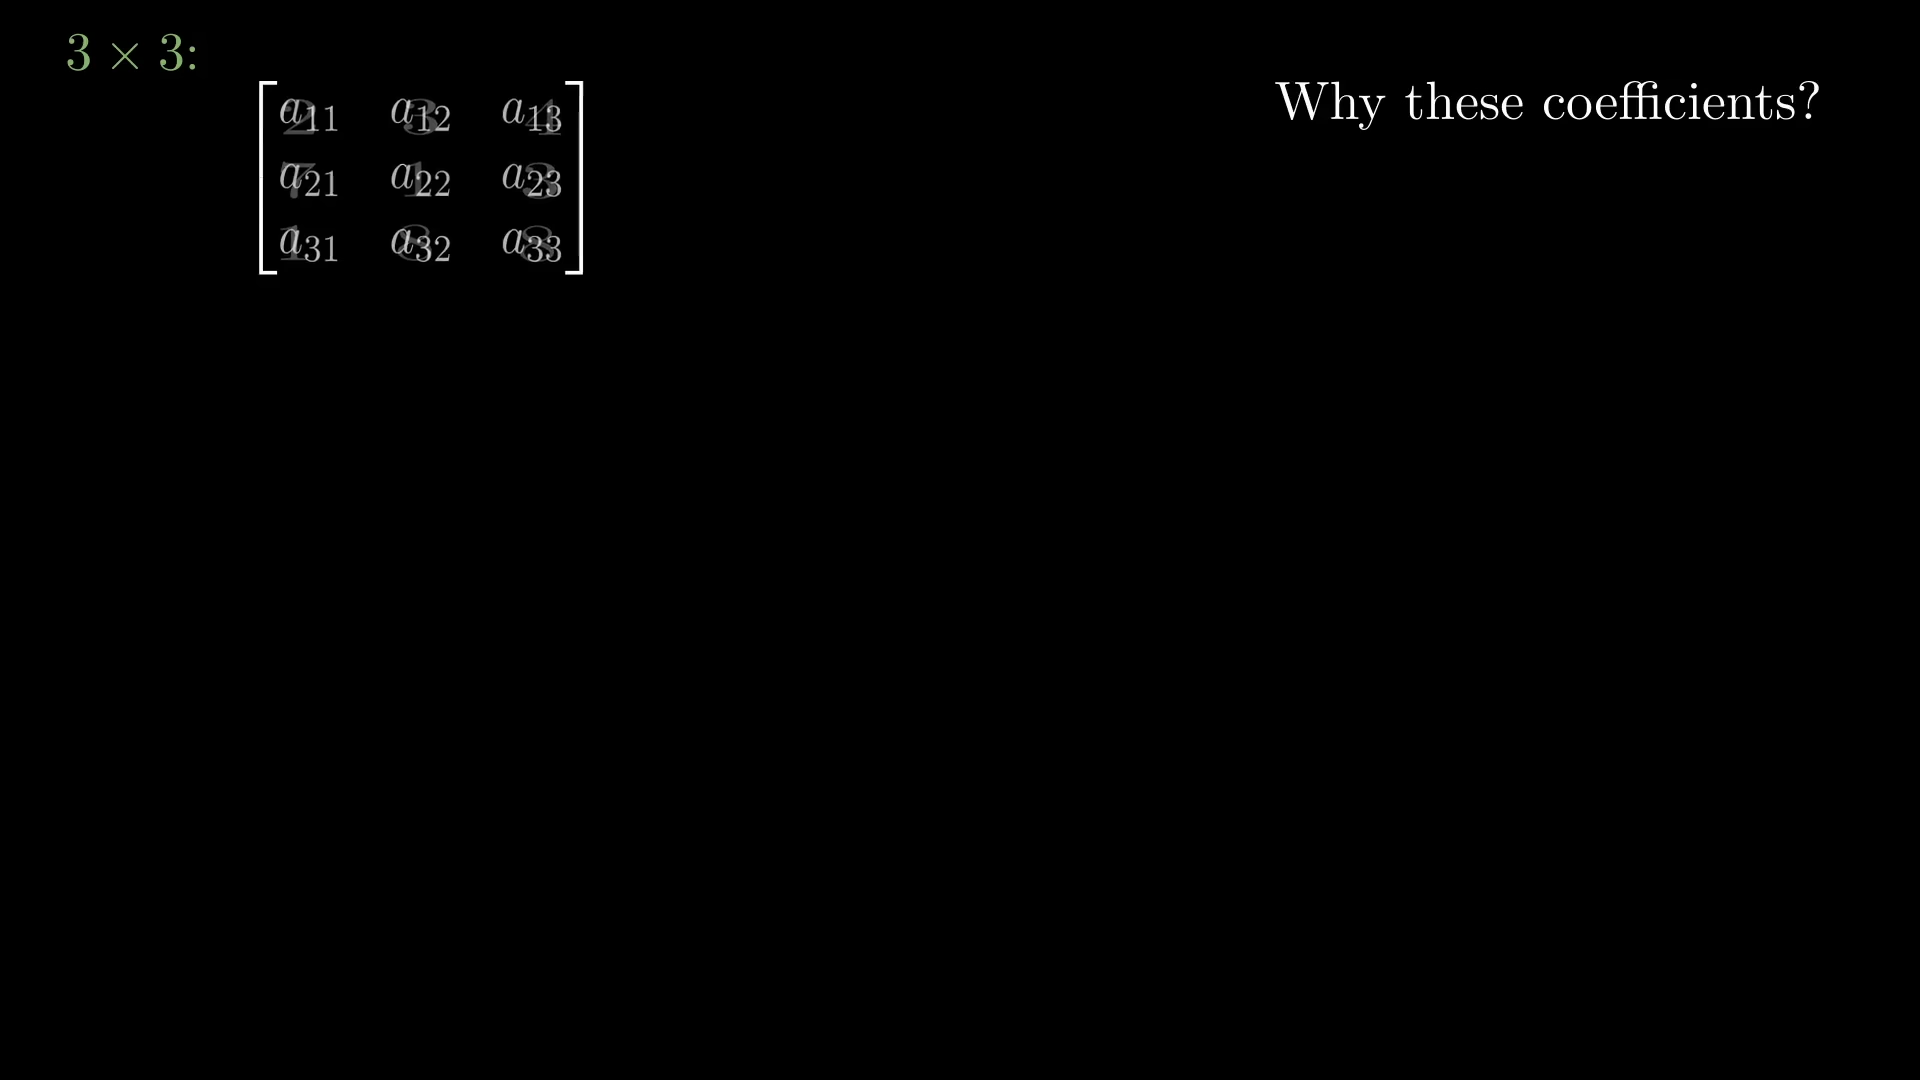 3 × 3:
Why these coefficients?
a11 a12 a13
a21 a22 a23
a31 a32 a33